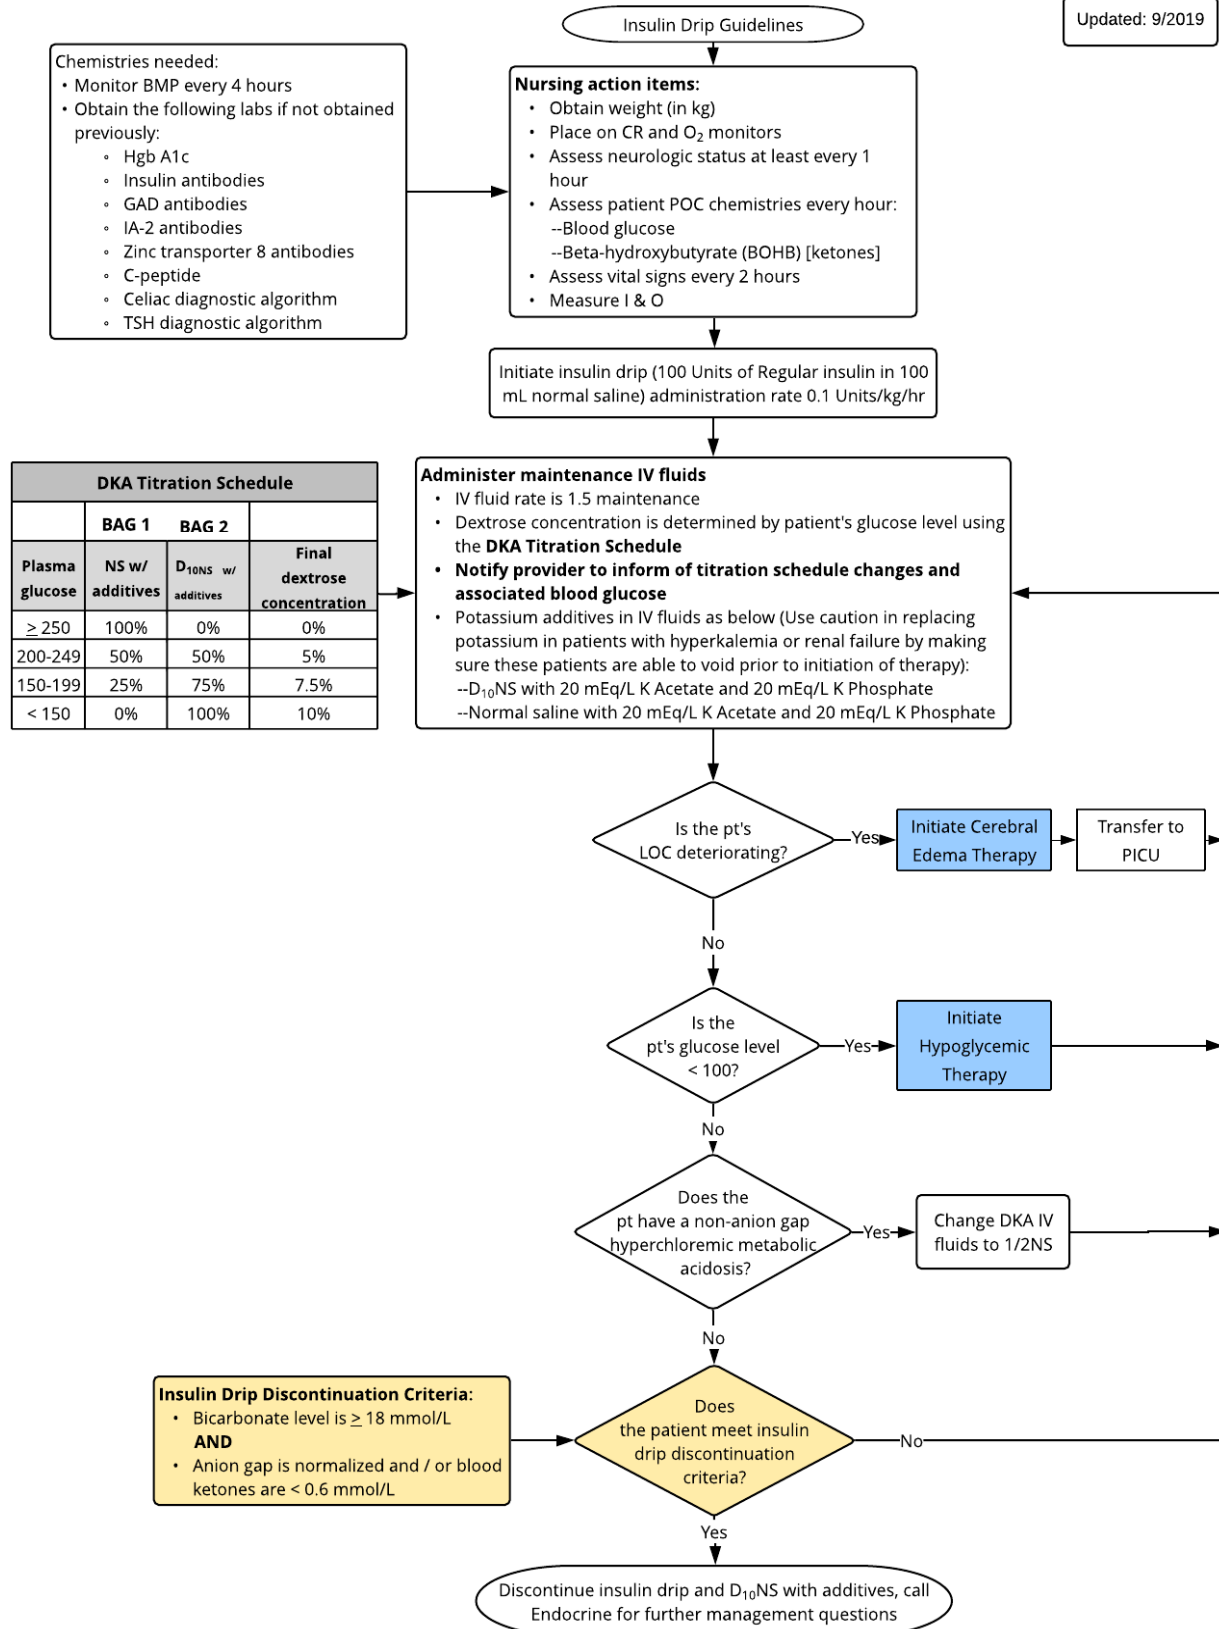 Insulin Drip Guidelines
Updated: 9/2019
Chemistries needed:
• Monitor BMP every 4 hours
• Obtain the following labs if not obtained
previously:
◦ Hgb A1c
◦ Insulin antibodies
◦ GAD antibodies
◦ IA-2 antibodies
◦ Zinc transporter 8 antibodies
◦ C-peptide
◦ Celiac diagnostic algorithm
◦ TSH diagnostic algorithm
Nursing action items:
• Obtain weight (in kg)
• Place on CR and O₂ monitors
• Assess neurologic status at least every 1
hour
• Assess patient POC chemistries every hour:
--Blood glucose
--Beta-hydroxybutyrate (BOHB) [ketones]
• Assess vital signs every 2 hours
• Measure I & O
Initiate insulin drip (100 Units of Regular insulin in 100
mL normal saline) administration rate 0.1 Units/kg/hr
DKA Titration Schedule
BAG 1 BAG 2
Plasma glucose | NS w/ additives | D10NS w/ additives | Final dextrose concentration
≥ 250 100% 0% 0%
200-249 50% 50% 5%
150-199 25% 75% 7.5%
< 150 0% 100% 10%
Administer maintenance IV fluids
• IV fluid rate is 1.5 maintenance
• Dextrose concentration is determined by patient's glucose level using
the DKA Titration Schedule
• Notify provider to inform of titration schedule changes and
associated blood glucose
• Potassium additives in IV fluids as below (Use caution in replacing
potassium in patients with hyperkalemia or renal failure by making
sure these patients are able to void prior to initiation of therapy):
--D₁₀NS with 20 mEq/L K Acetate and 20 mEq/L K Phosphate
--Normal saline with 20 mEq/L K Acetate and 20 mEq/L K Phosphate
Is the pt's
LOC deteriorating?
Yes
Initiate Cerebral
Edema Therapy
Transfer to
PICU
No
Is the
pt's glucose level
< 100?
Yes
Initiate
Hypoglycemic
Therapy
No
Does the
pt have a non-anion gap
hyperchloremic metabolic
acidosis?
Yes
Change DKA IV
fluids to 1/2NS
No
Insulin Drip Discontinuation Criteria:
• Bicarbonate level is ≥ 18 mmol/L
AND
• Anion gap is normalized and / or blood
ketones are < 0.6 mmol/L
Does
the patient meet insulin
drip discontinuation
criteria?
No
Yes
Discontinue insulin drip and D₁₀NS with additives, call
Endocrine for further management questions